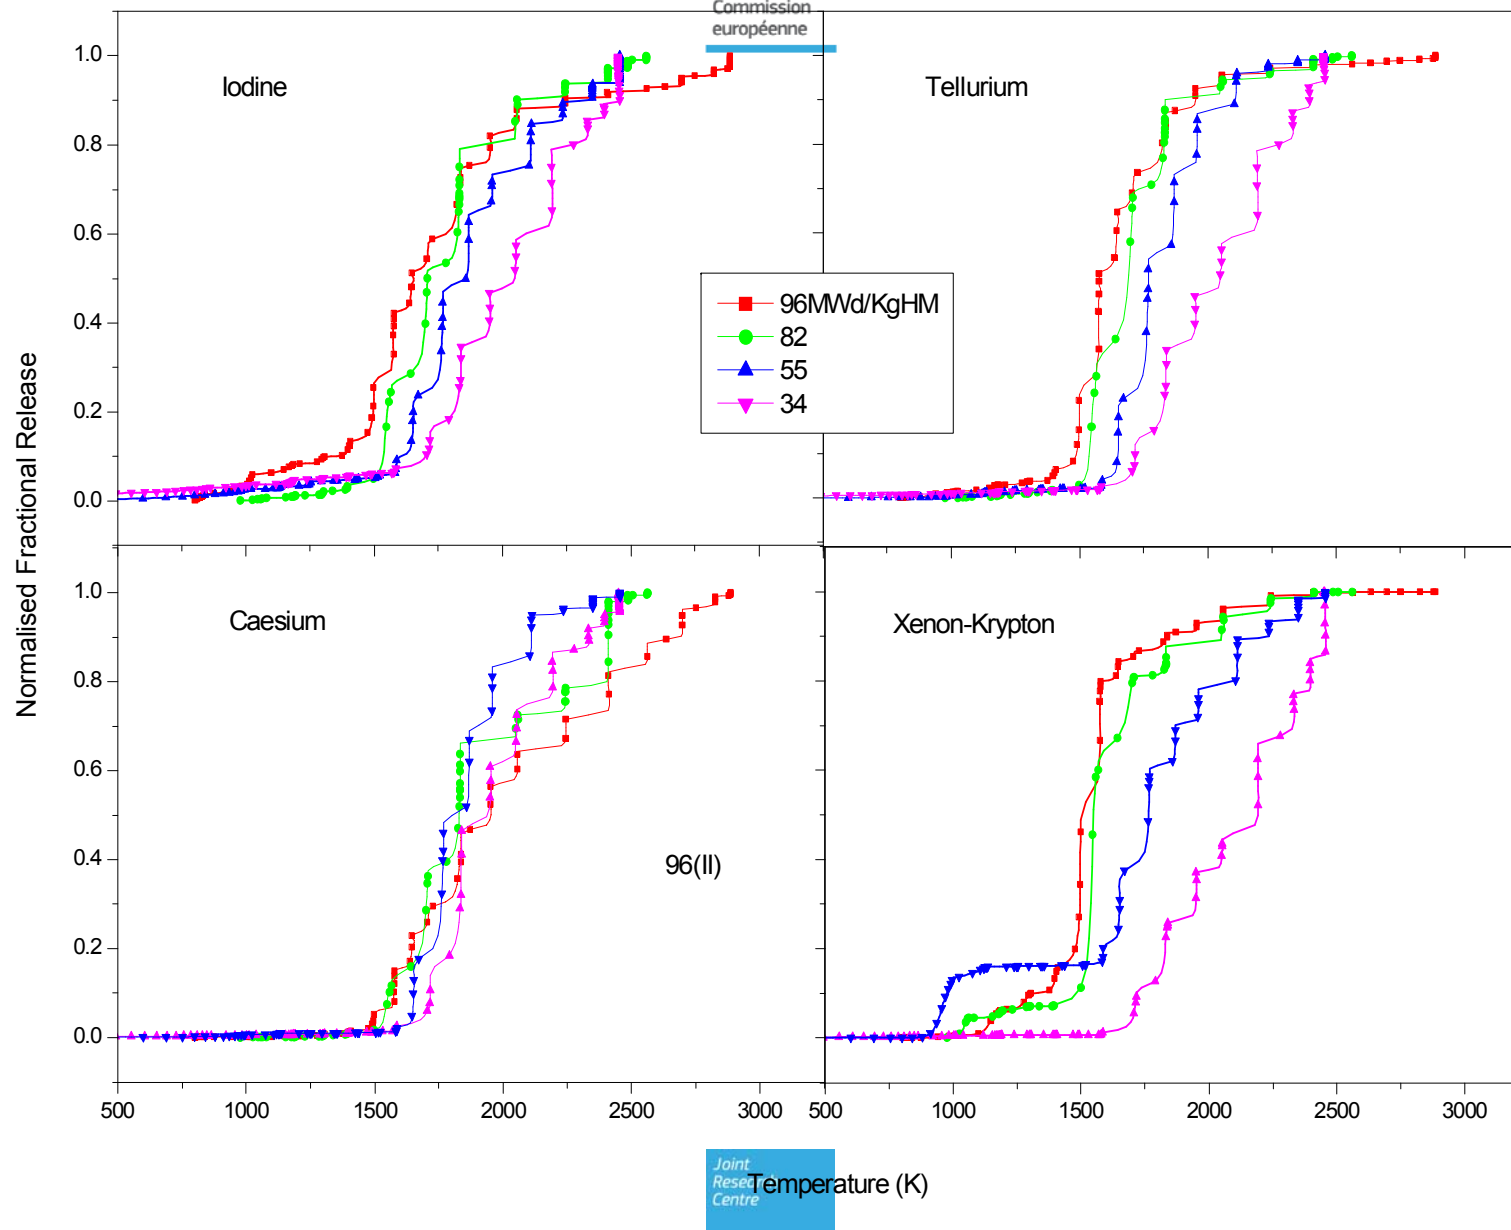 Commission
européenne
1.0
0.8
0.6
0.4
0.2
0.0
Iodine
Tellurium
96MWd/KgHM
82
55
34
Normalised Fractional Release
1.0
0.8
0.6
0.4
0.2
0.0
Caesium
96(II)
Xenon-Krypton
500 1000 1500 2000 2500 3000 500 1000 1500 2000 2500 3000
Joint
Research
Centre
Temperature (K)